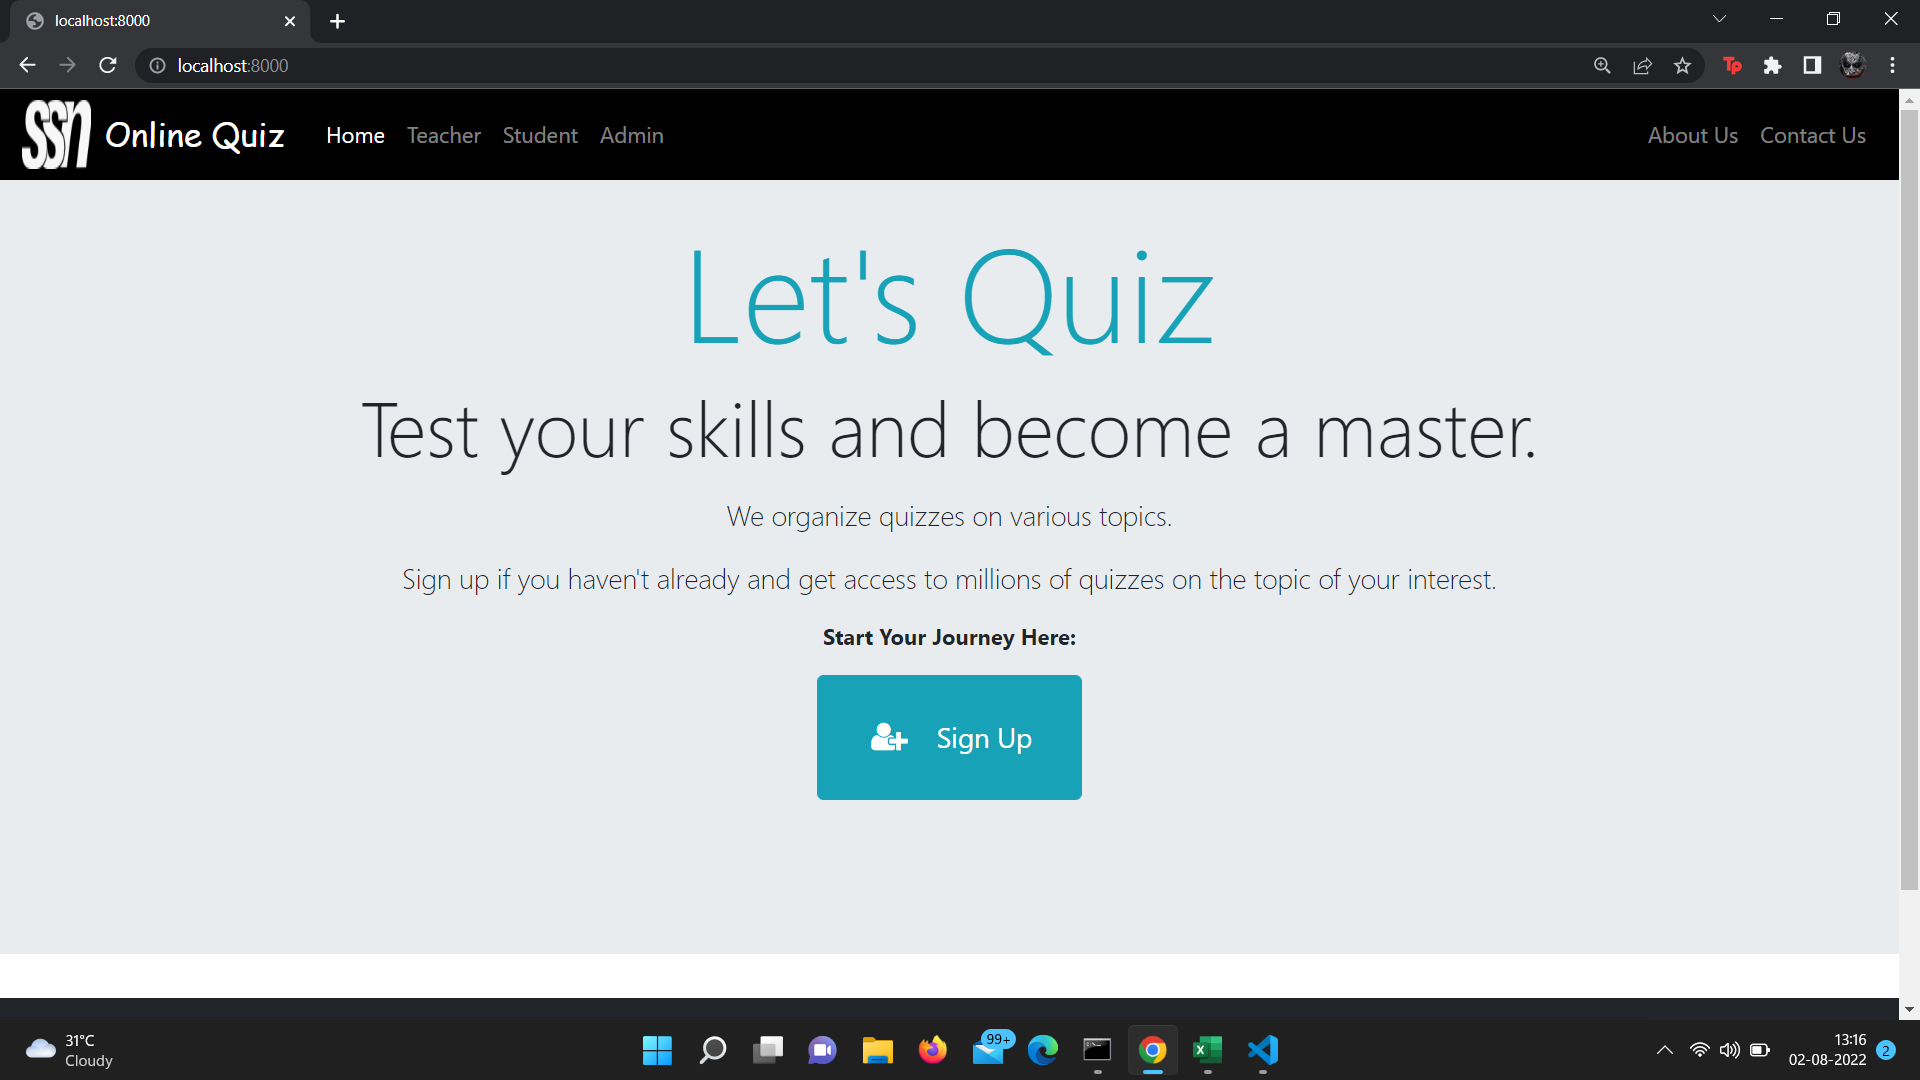 localhost:8000
localhost:8000
Tp
ssn Online Quiz Home Teacher Student Admin About Us Contact Us
Let's Quiz
Test your skills and become a master.
We organize quizzes on various topics.
Sign up if you haven't already and get access to millions of quizzes on the topic of your interest.
Start Your Journey Here:
Sign Up
31°C
Cloudy
99+
13:16
02-08-2022
2